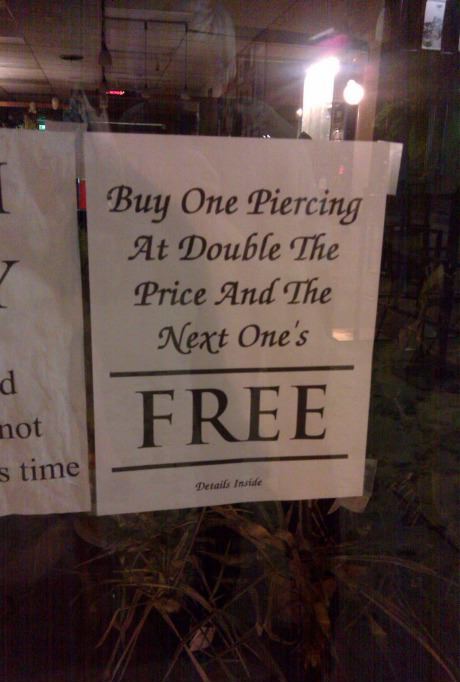 Buy One Piercing
At Double The
Price And The
Next One's
FREE
Details Inside
d
not
s time